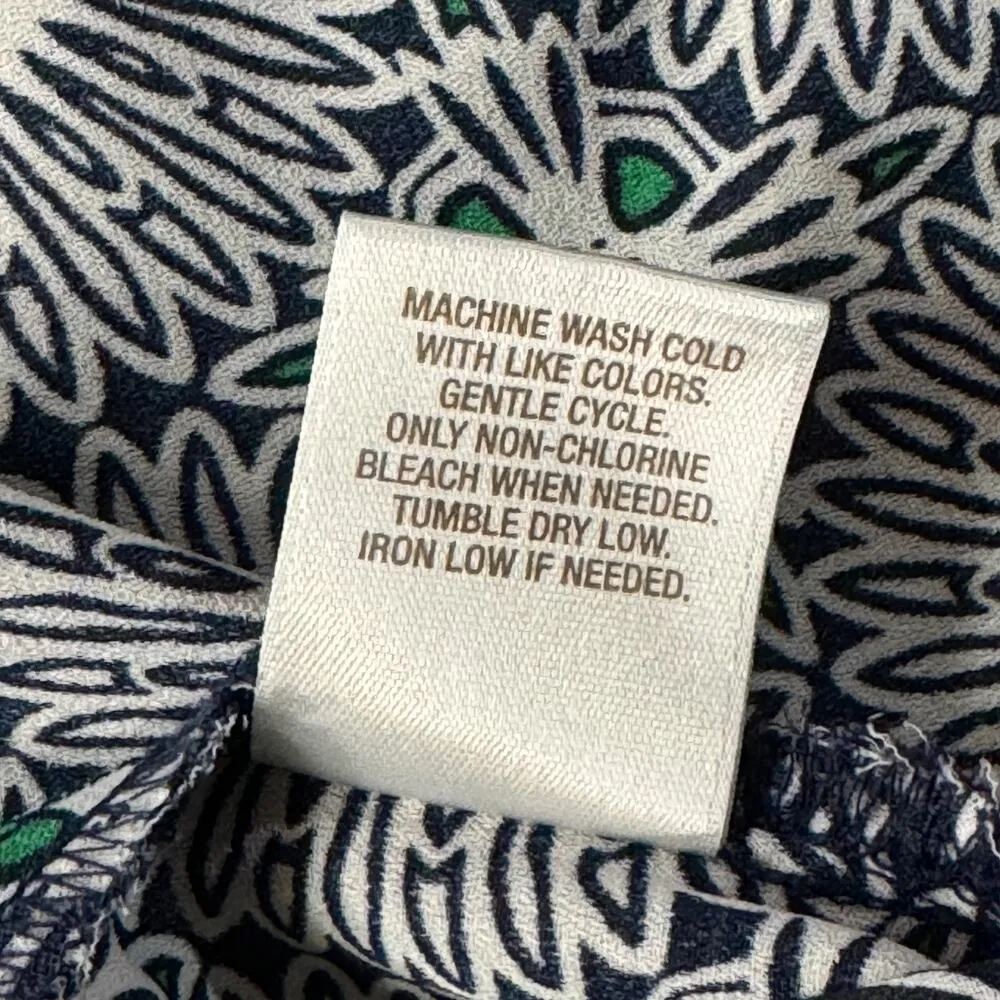 MACHINE WASH COLD
WITH LIKE COLORS.
GENTLE CYCLE.
ONLY NON-CHLORINE
BLEACH WHEN NEEDED.
TUMBLE DRY LOW.
IRON LOW IF NEEDED.